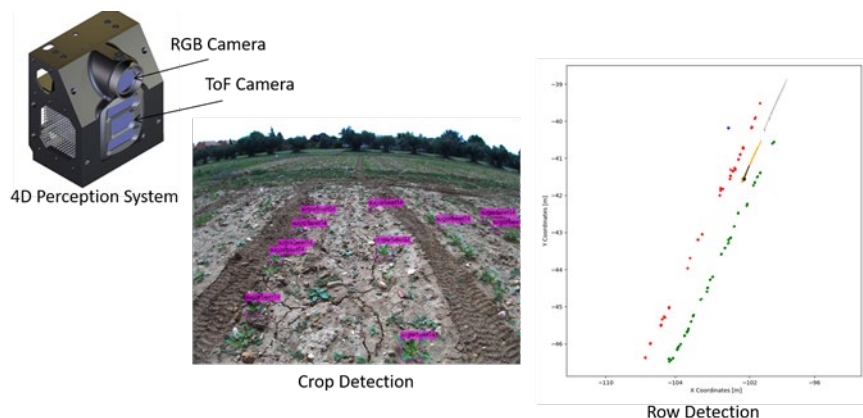 RGB Camera
ToF Camera
4D Perception System
Crop Detection
−39
−40
−41
−42
−43
−44
−45
−46
Y Coordinates [m]
−110
−104
−102
−96
X Coordinates [m]
Row Detection